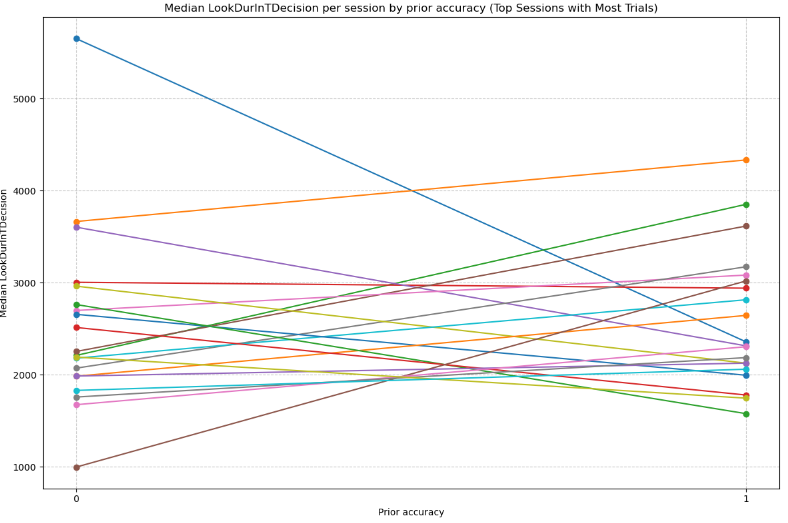 Median LookDurInTDecision per session by prior accuracy (Top Sessions with Most Trials)
Median LookDurInTDecision
5000
4000
3000
2000
1000
0
1
Prior accuracy